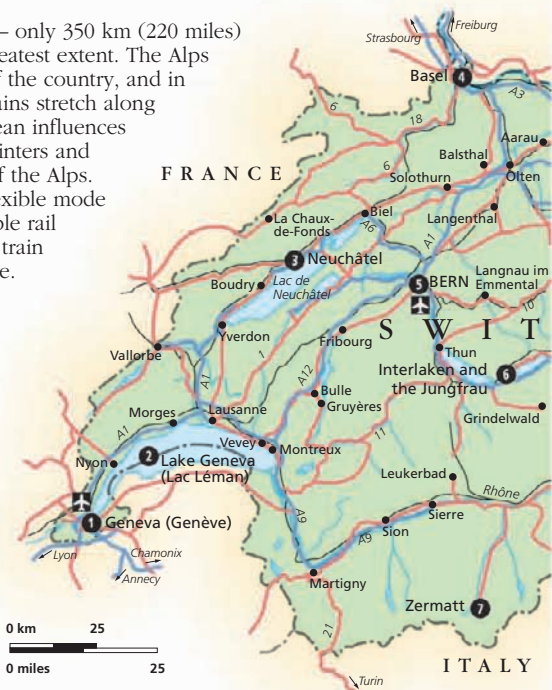 – only 350 km (220 miles)
eatest extent. The Alps
f the country, and in
ains stretch along
ean influences
inters and
f the Alps.
exible mode
ble rail
train
e.
Freiburg
Strasbourg
Basel 4
A3
6
18
Aarau
Balsthal
6
Olten
Solothurn
FRANCE
La Chaux-
de-Fonds
Biel
A6
Langenthal
A1
3 Neuchâtel
Boudry
Lac de
Neuchâtel
5 BERN
Langnau im
Emmental
10
Yverdon
SWIT
Fribourg
Thun
Vallorbe
1
Interlaken and
the Jungfrau
6
A12
A1
Bulle
Gruyères
Grindelwald
Morges
Lausanne
11
A1
Vevey
Montreux
Nyon
2 Lake Geneva
(Lac Léman)
Leukerbad
Rhône
1 Geneva (Genève)
A9
Sierre
Sion
A9
Lyon
Chamonix
Annecy
Martigny
Zermatt 7
0 km 25
21
0 miles 25
ITALY
Turin